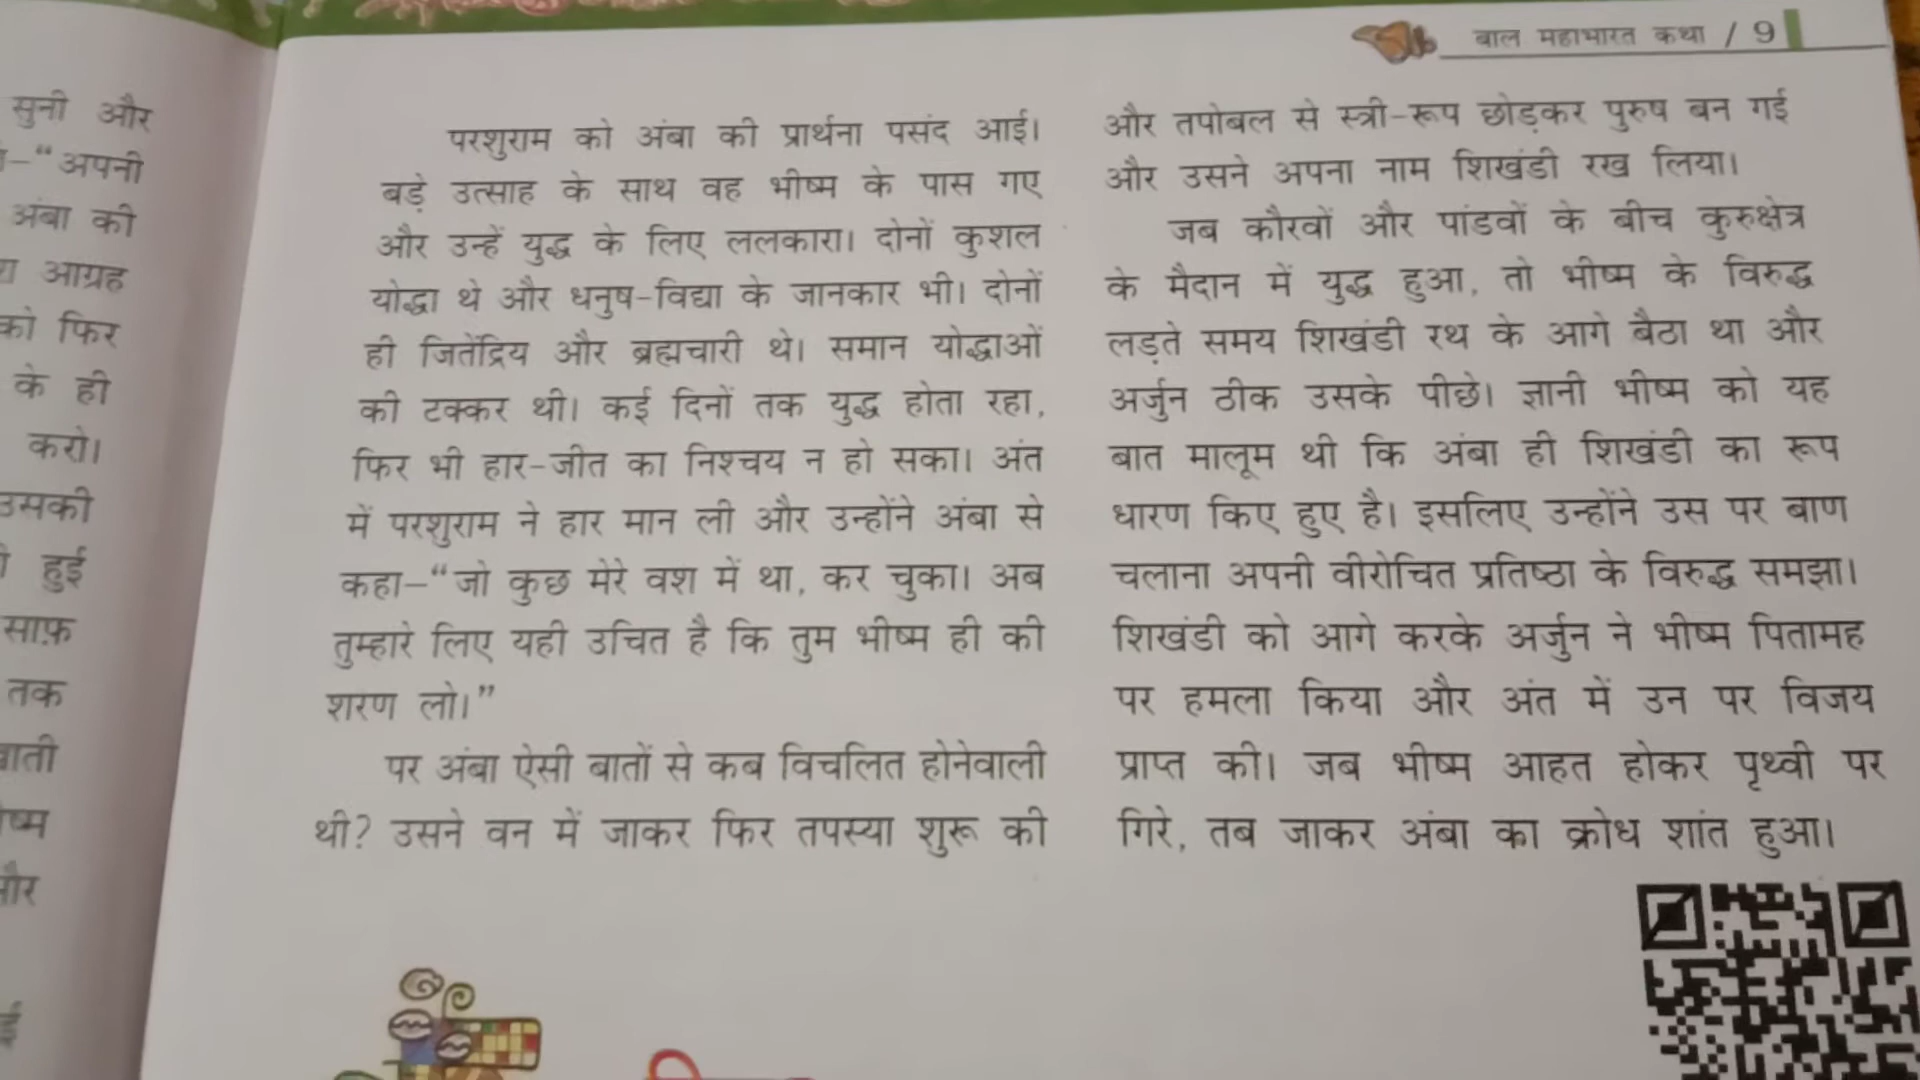 बाल महाभारत कथा / 9
सुनी और
“अपनी
अंबा की
आग्रह
को फिर
के ही
करो।
उसकी
हुई
साफ़
तक
परशुराम को अंबा की प्रार्थना पसंद आई।
बड़े उत्साह के साथ वह भीष्म के पास गए
और उन्हें युद्ध के लिए ललकारा। दोनों कुशल
योद्धा थे और धनुष-विद्या के जानकार भी। दोनों
ही जितेंद्रिय और ब्रह्मचारी थे। समान योद्धाओं
की टक्कर थी। कई दिनों तक युद्ध होता रहा,
फिर भी हार-जीत का निश्चय न हो सका। अंत
में परशुराम ने हार मान ली और उन्होंने अंबा से
कहा-“जो कुछ मेरे वश में था, कर चुका। अब
तुम्हारे लिए यही उचित है कि तुम भीष्म ही की
शरण लो।”
पर अंबा ऐसी बातों से कब विचलित होनेवाली
थी? उसने वन में जाकर फिर तपस्या शुरू की
और तपोबल से स्त्री-रूप छोड़कर पुरुष बन गई
और उसने अपना नाम शिखंडी रख लिया।
जब कौरवों और पांडवों के बीच कुरुक्षेत्र
के मैदान में युद्ध हुआ, तो भीष्म के विरुद्ध
लड़ते समय शिखंडी रथ के आगे बैठा था और
अर्जुन ठीक उसके पीछे। ज्ञानी भीष्म को यह
बात मालूम थी कि अंबा ही शिखंडी का रूप
धारण किए हुए है। इसलिए उन्होंने उस पर बाण
चलाना अपनी वीरोचित प्रतिष्ठा के विरुद्ध समझा।
शिखंडी को आगे करके अर्जुन ने भीष्म पितामह
पर हमला किया और अंत में उन पर विजय
प्राप्त की। जब भीष्म आहत होकर पृथ्वी पर
गिरे, तब जाकर अंबा का क्रोध शांत हुआ।